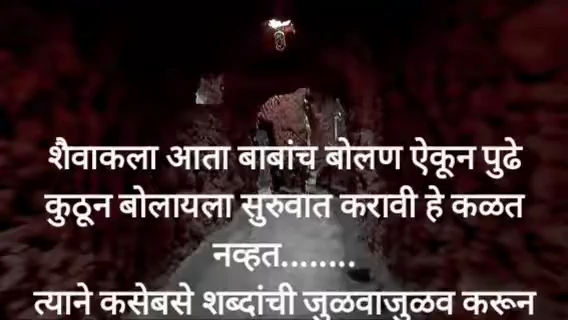 शैवाकला आता बाबांच बोलण ऐकून पुढे
कुठून बोलायला सुरुवात करावी हे कळत
नव्हत........
त्याने कसेबसे शब्दांची जुळवाजुळव करून